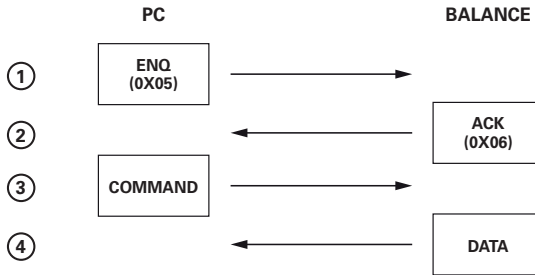 PC BALANCE
1 ENQ
(0X05)
2 ACK
(0X06)
3 COMMAND
4 DATA